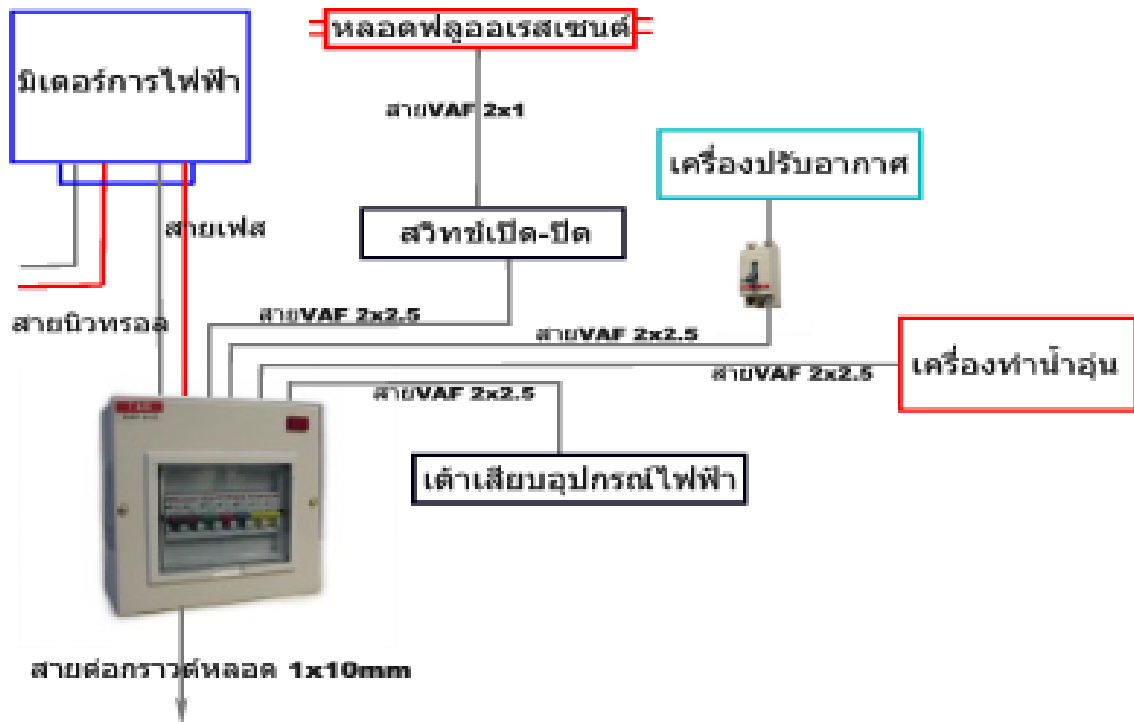 หลอดฟลูออเรสเซนต์
มิเตอร์การไฟฟ้า
สายVAF 2x1
เครื่องปรับอากาศ
สายเฟส
สวิทช์เปิด-ปิด
สายนิวทรอล
สายVAF 2x2.5
สายVAF 2x2.5
เครื่องทำน้ำอุ่น
สายVAF 2x2.5
สายVAF 2x2.5
เต้าเสียบอุปกรณ์ไฟฟ้า
สายต่อกราวด์หลอด 1x10mm